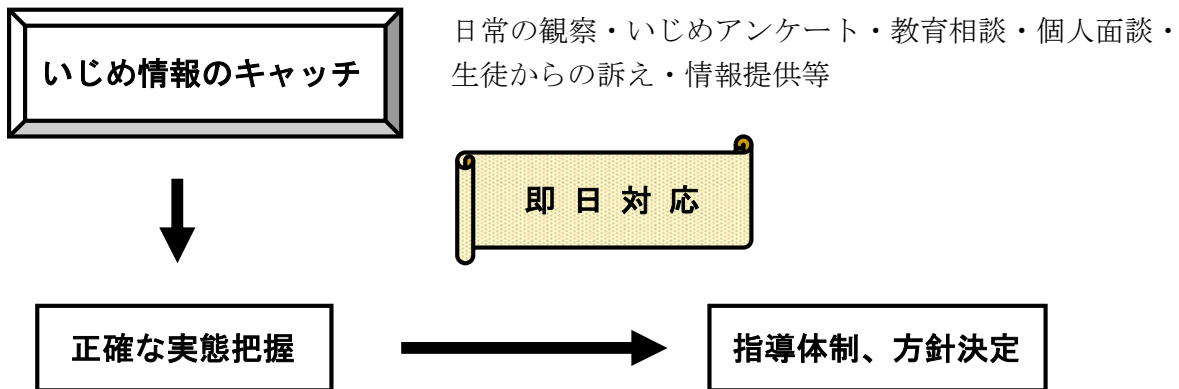 日常の観察・いじめアンケート・教育相談・個人面談・
いじめ情報のキャッチ
生徒からの訴え・情報提供等
即 日 対 応
正確な実態把握
指導体制、方針決定